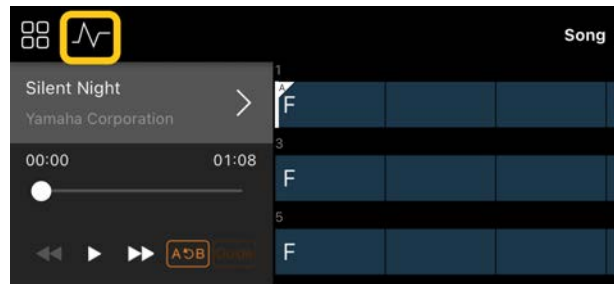 Song
Silent Night
Yamaha Corporation
00:00 01:08
A B
1
A
F
3
F
5
F